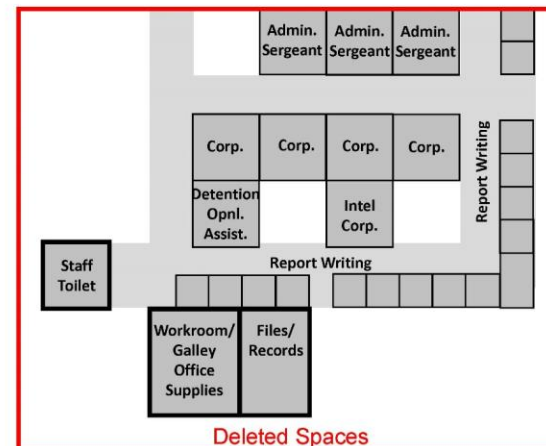 Admin.
Sergeant
Admin.
Sergeant
Admin.
Sergeant
Corp.
Corp.
Corp.
Corp.
Report Writing
Detention
Opnl.
Assist.
Intel
Corp.
Report Writing
Staff
Toilet
Workroom/
Galley
Office
Supplies
Files/
Records
Deleted Spaces